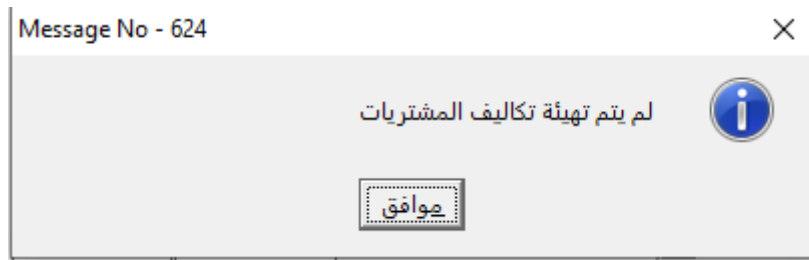 Message No - 624
لم يتم تهيئة تكاليف المشتريات
موافق